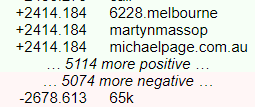 +2414.184 6228.melbourne
+2414.184 martynmassop
+2414.184 michaelpage.com.au
… 5114 more positive …
… 5074 more negative …
-2678.613 65k